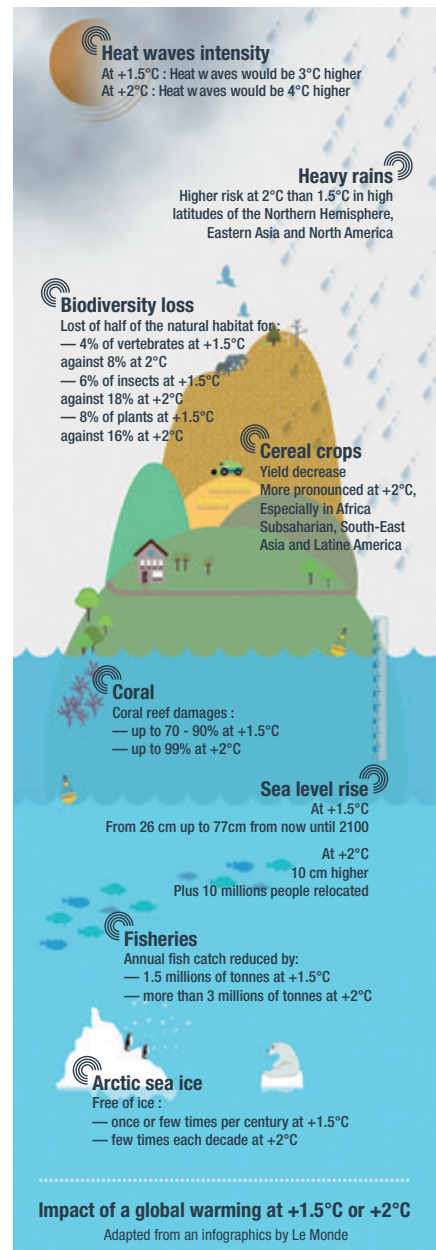 Heat waves intensity
At +1.5°C : Heat waves would be 3°C higher
At +2°C : Heat waves would be 4°C higher
Heavy rains
Higher risk at 2°C than 1.5°C in high
latitudes of the Northern Hemisphere,
Eastern Asia and North America
Biodiversity loss
Lost of half of the natural habitat for :
— 4% of vertebrates at +1.5°C
against 8% at 2°C
— 6% of insects at +1.5°C
against 18% at +2°C
— 8% of plants at +1.5°C
against 16% at +2°C
Cereal crops
Yield decrease
More pronounced at +2°C,
Especially in Africa
Subsaharian, South-East
Asia and Latine America
Coral
Coral reef damages :
— up to 70 - 90% at +1.5°C
— up to 99% at +2°C
Sea level rise
At +1.5°C
From 26 cm up to 77cm from now until 2100
At +2°C
10 cm higher
Plus 10 millions people relocated
Fisheries
Annual fish catch reduced by:
— 1.5 millions of tonnes at +1.5°C
— more than 3 millions of tonnes at +2°C
Arctic sea ice
Free of ice :
— once or few times per century at +1.5°C
— few times each decade at +2°C
Impact of a global warming at +1.5°C or +2°C
Adapted from an infographics by Le Monde